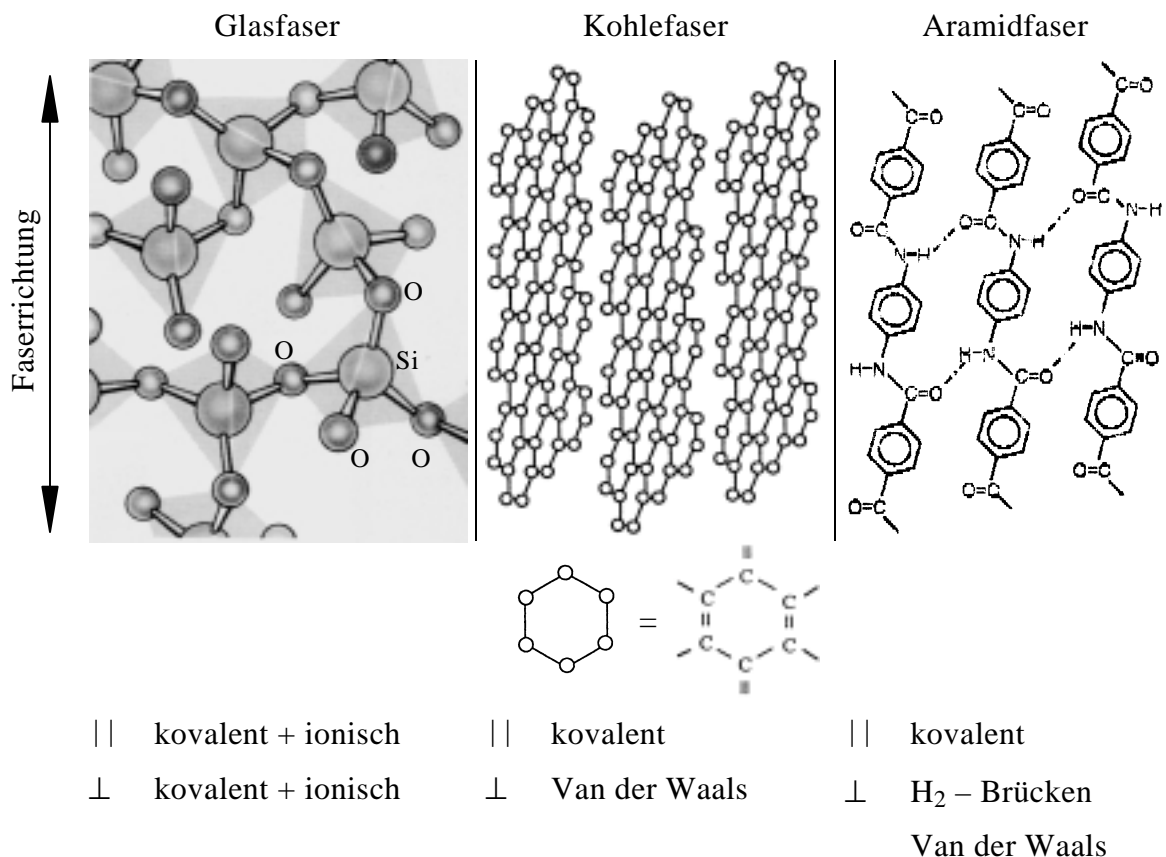 Glasfaser
Kohlefaser
Aramidfaser
Faserrichtung
O
O
Si
O
O
C=O
C=O
C=O
O=C
N-H
O=C
N-H
O=C
N-H
H-N
H-N
H-N
C=O
C=O
C=O
O=C
O=C
O=C
=
C
C
C
C
C
C
|| kovalent + ionisch
⊥ kovalent + ionisch
|| kovalent
⊥ Van der Waals
|| kovalent
⊥ H₂ – Brücken
Van der Waals